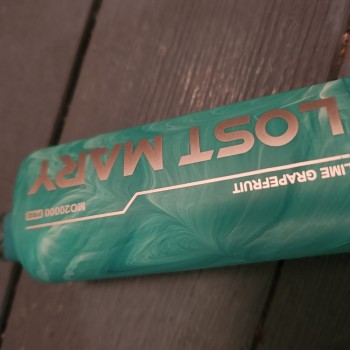 LOST MARY
LIME GRAPEFRUIT
MO20000 PRO